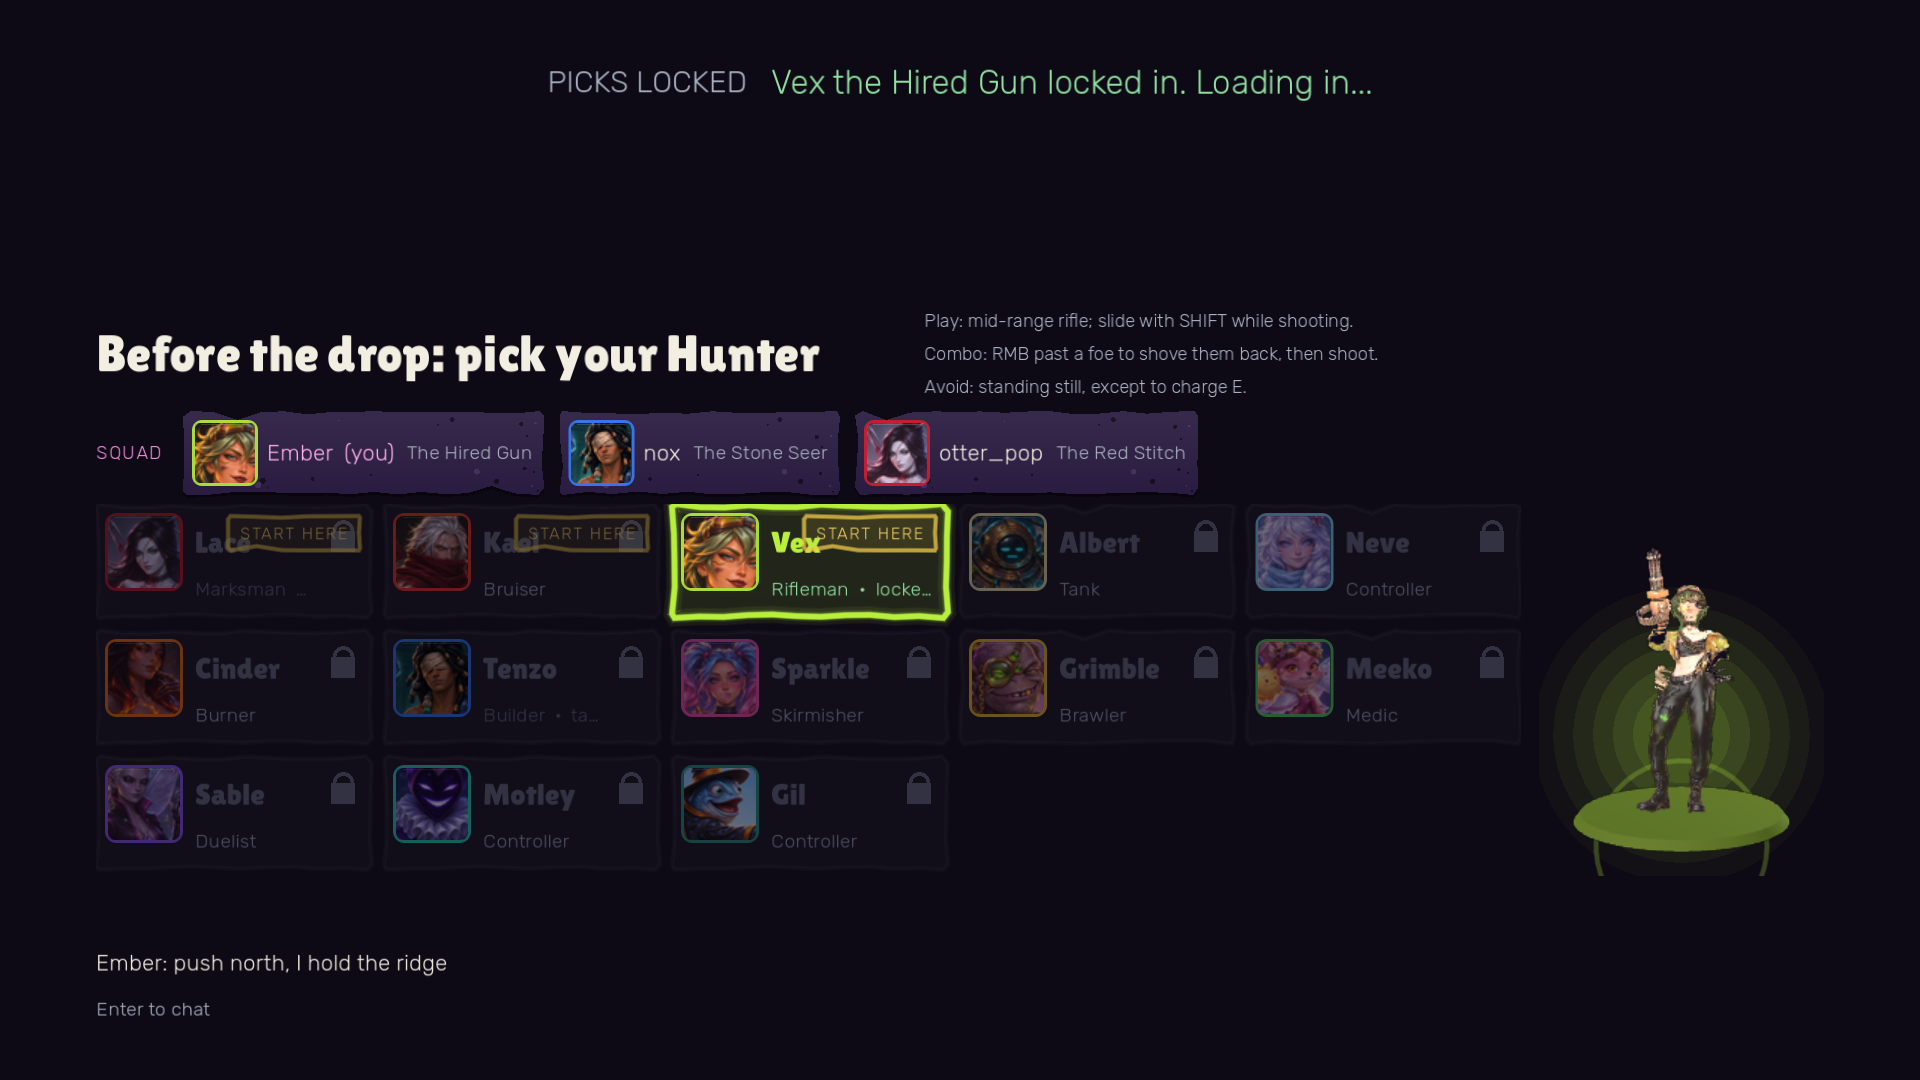 PICKS LOCKED Vex the Hired Gun locked in. Loading in...
Before the drop: pick your Hunter
Play: mid-range rifle; slide with SHIFT while shooting.
Combo: RMB past a foe to shove them back, then shoot.
Avoid: standing still, except to charge E.
SQUAD
Ember (you) The Hired Gun
nox The Stone Seer
otter_pop The Red Stitch
Lace
START HERE
Marksman ...
Kael
START HERE
Bruiser
Vex
START HERE
Rifleman • locke...
Albert
Tank
Neve
Controller
Cinder
Burner
Tenzo
Builder • ta...
Sparkle
Skirmisher
Grimble
Brawler
Meeko
Medic
Sable
Duelist
Motley
Controller
Gil
Controller
Ember: push north, I hold the ridge
Enter to chat